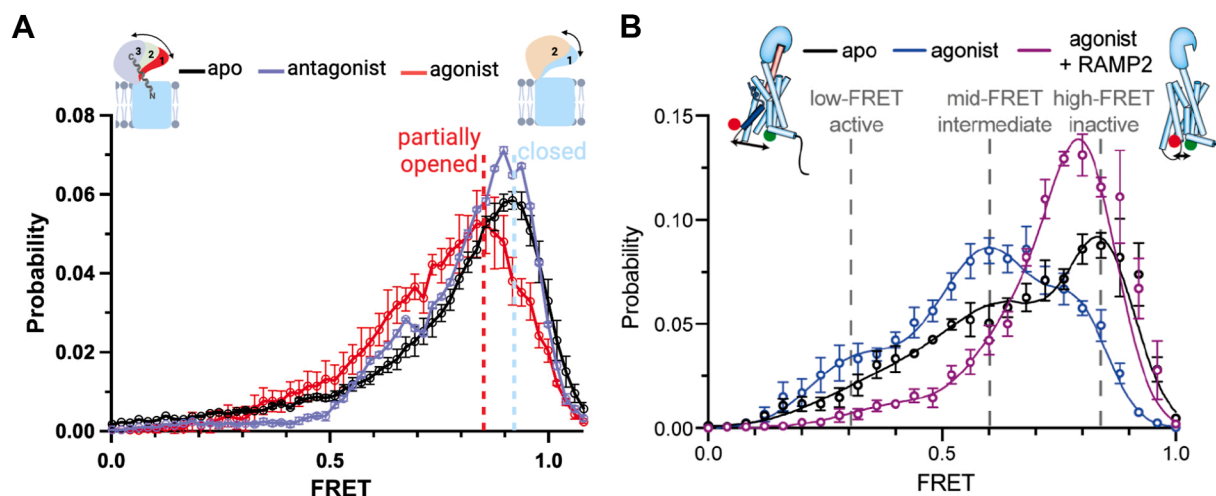 A
3 2 1
C
N
apo
antagonist
agonist
2
1
partially
opened
closed
0.08
0.06
0.04
0.02
0.00
Probability
0.0
0.5
1.0
FRET
B
apo
agonist
agonist
+ RAMP2
low-FRET
active
mid-FRET
intermediate
high-FRET
inactive
0.15
0.10
0.05
0.00
Probability
0.0
0.5
1.0
FRET